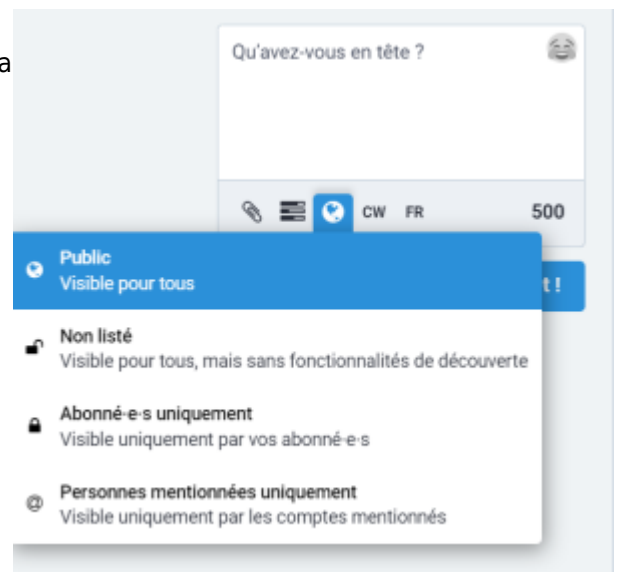 a
Qu'avez-vous en tête ?
CW FR 500
Public
Visible pour tous
t !
Non listé
Visible pour tous, mais sans fonctionnalités de découverte
Abonné·e·s uniquement
Visible uniquement par vos abonné·e·s
@ Personnes mentionnées uniquement
Visible uniquement par les comptes mentionnés